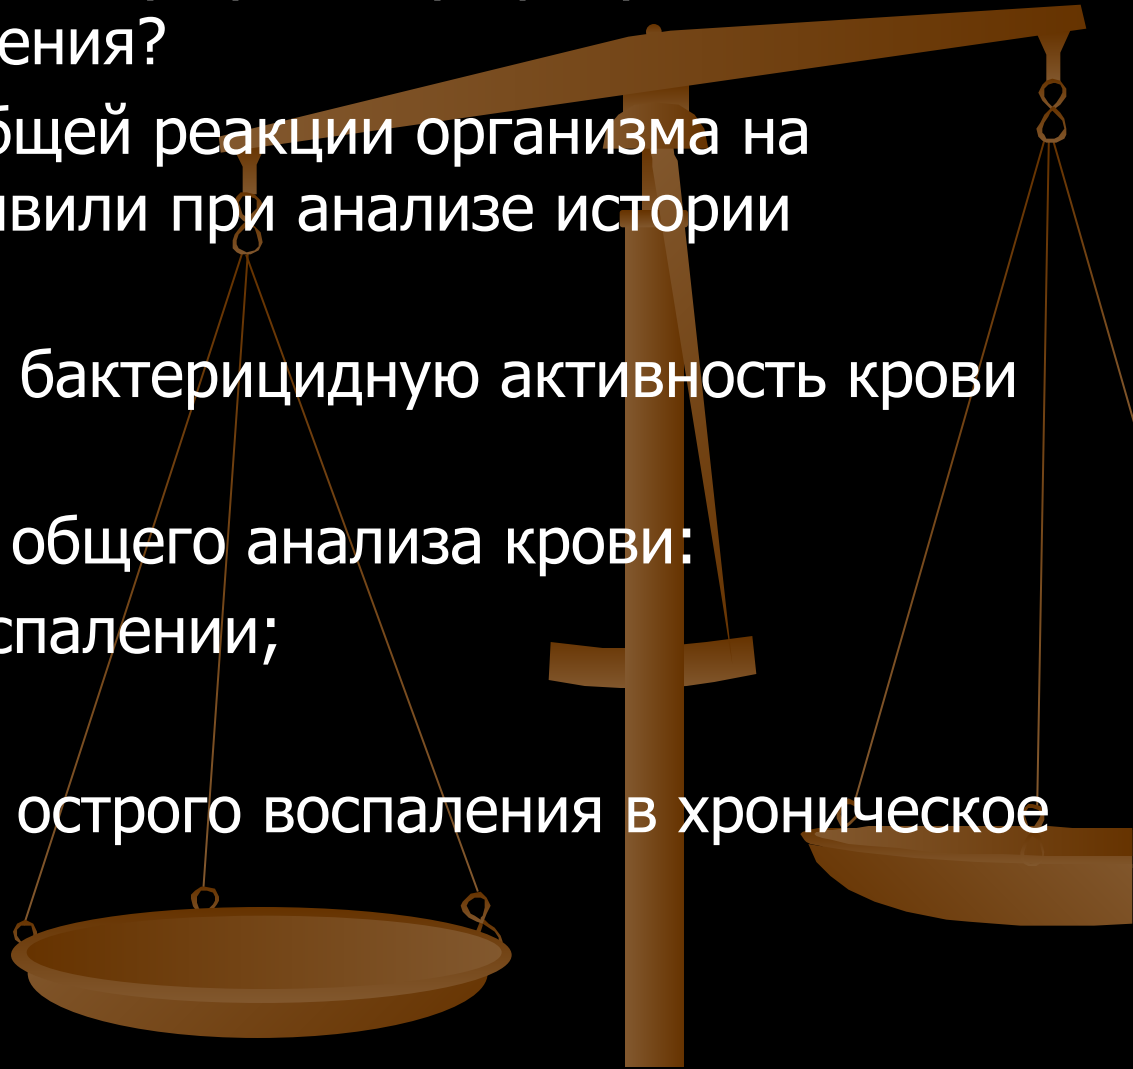 ения?
бщей реакции организма на
вили при анализе истории
бактерицидную активность крови
общего анализа крови:
спалении;
острого воспаления в хроническое